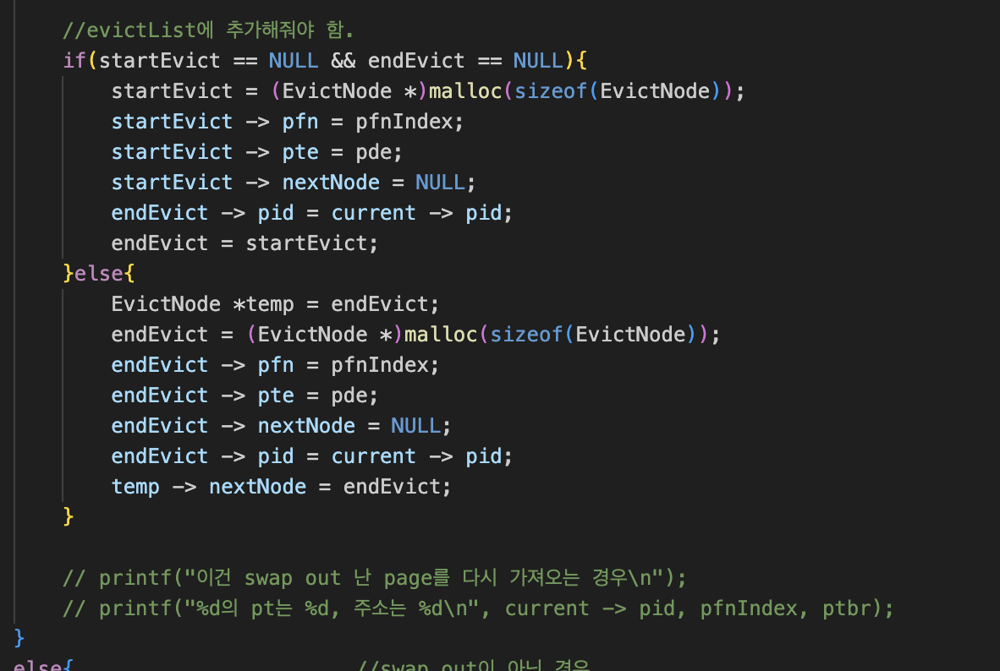 //evictList에 추가해줘야 함.
if(startEvict == NULL && endEvict == NULL){
startEvict = (EvictNode *)malloc(sizeof(EvictNode));
startEvict -> pfn = pfnIndex;
startEvict -> pte = pde;
startEvict -> nextNode = NULL;
endEvict -> pid = current -> pid;
endEvict = startEvict;
}else{
EvictNode *temp = endEvict;
endEvict = (EvictNode *)malloc(sizeof(EvictNode));
endEvict -> pfn = pfnIndex;
endEvict -> pte = pde;
endEvict -> nextNode = NULL;
endEvict -> pid = current -> pid;
temp -> nextNode = endEvict;
}
// printf("이건 swap out 난 page를 다시 가져오는 경우\n");
// printf("%d의 pt는 %d, 주소는 %d\n", current -> pid, pfnIndex, ptbr);
}
else{ //swap out이 아닌 경우